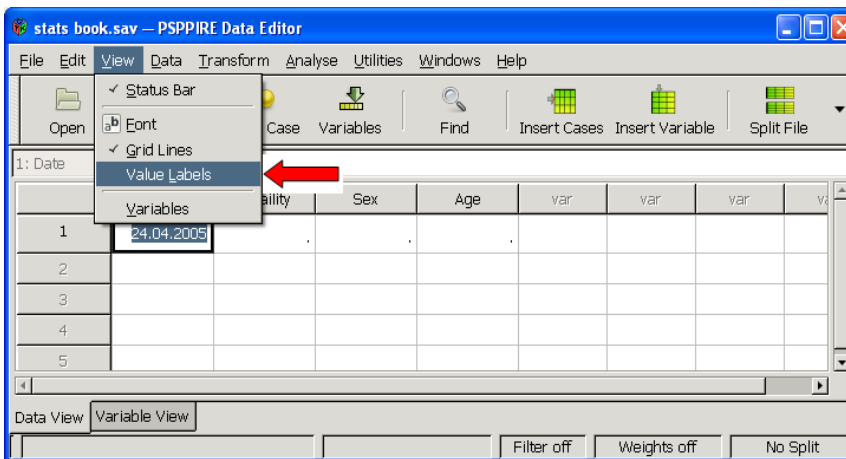 stats book.sav — PSPPIRE Data Editor
File Edit View Data Transform Analyse Utilities Windows Help
Status Bar
Font
Grid Lines
Value Labels
Variables
Open Case Variables Find Insert Cases Insert Variable Split File
1: Date
Sex Age var var var
1 24.04.2005 . . .
2
3
4
5
Data View Variable View
Filter off Weights off No Split